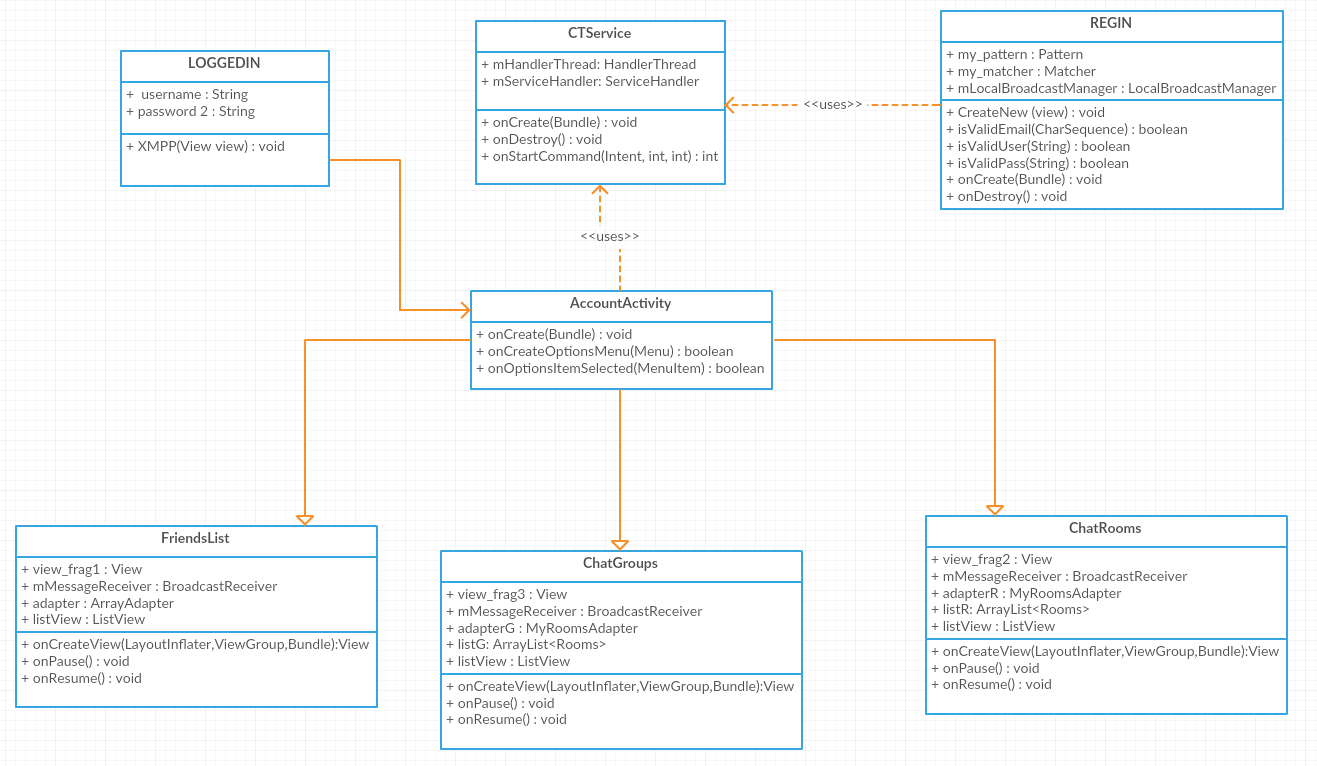 LOGGEDIN
+  username : String
+ password 2 : String
+ XMPP(View view) : void
CTService
+ mHandlerThread: HandlerThread
+ mServiceHandler: ServiceHandler
+ onCreate(Bundle) : void
+ onDestroy() : void
+ onStartCommand(Intent, int, int) : int
<<uses>>
REGIN
+ my_pattern : Pattern
+ my_matcher : Matcher
+ mLocalBroadcastManager : LocalBroadcastManager
+ CreateNew (view) : void
+ isValidEmail(CharSequence) : boolean
+ isValidUser(String) : boolean
+ isValidPass(String) : boolean
+ onCreate(Bundle) : void
+ onDestroy() : void
<<uses>>
AccountActivity
+ onCreate(Bundle) : void
+ onCreateOptionsMenu(Menu) : boolean
+ onOptionsItemSelected(MenuItem) : boolean
FriendsList
+ view_frag1 : View
+ mMessageReceiver : BroadcastReceiver
+ adapter : ArrayAdapter
+ listView : ListView
+ onCreateView(LayoutInflater,ViewGroup,Bundle):View
+ onPause() : void
+ onResume() : void
ChatGroups
+ view_frag3 : View
+ mMessageReceiver : BroadcastReceiver
+ adapterG : MyRoomsAdapter
+ listG: ArrayList<Rooms>
+ listView : ListView
+ onCreateView(LayoutInflater,ViewGroup,Bundle):View
+ onPause() : void
+ onResume() : void
ChatRooms
+ view_frag2 : View
+ mMessageReceiver : BroadcastReceiver
+ adapterR : MyRoomsAdapter
+ listR: ArrayList<Rooms>
+ listView : ListView
+ onCreateView(LayoutInflater,ViewGroup,Bundle):View
+ onPause() : void
+ onResume() : void